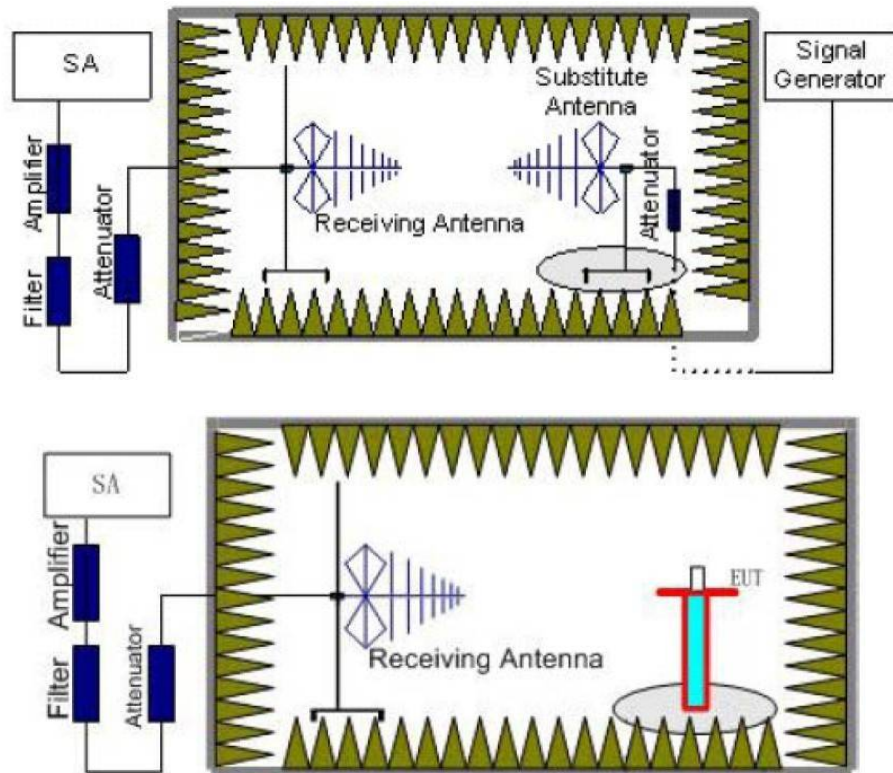 SA
Amplifier
Filter
Attenuator
Receiving Antenna
Substitute
Antenna
Attenuator
Signal
Generator
SA
Amplifier
Filter
Attenuator
Receiving Antenna
EUT